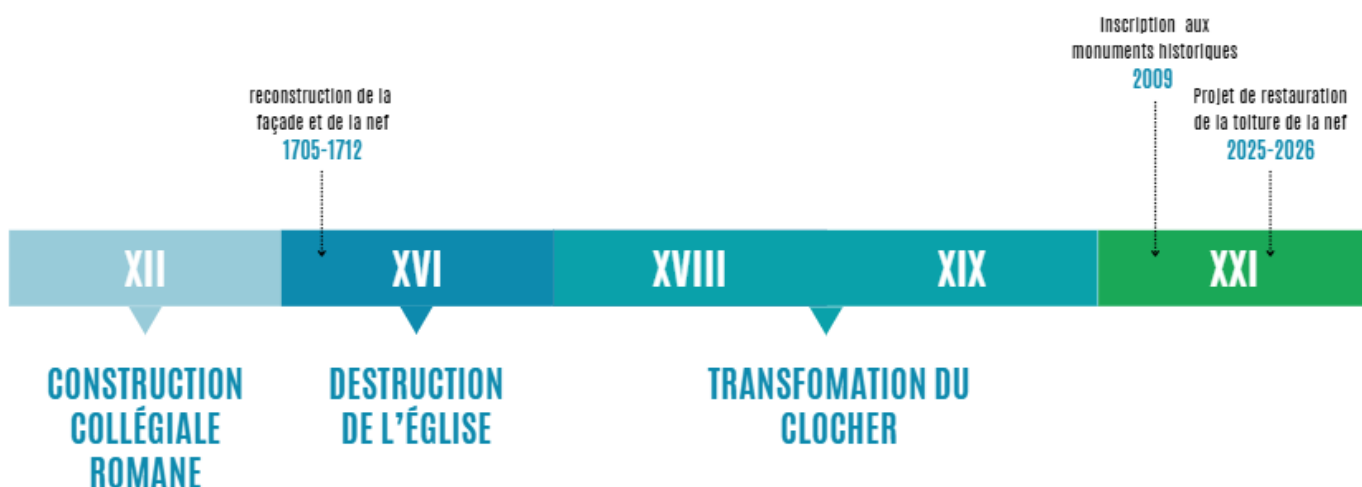 Inscription aux
monuments historiques
2009
reconstruction de la
façade et de la nef
1705-1712
Projet de restauration
de la toiture de la nef
2025-2026
XII
XVI
XVIII
XIX
XXI
CONSTRUCTION
COLLÉGIALE
ROMANE
DESTRUCTION
DE L'ÉGLISE
TRANSFOMATION DU
CLOCHER